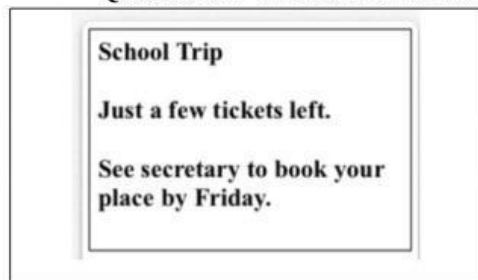 School Trip
Just a few tickets left.
See secretary to book your
place by Friday.